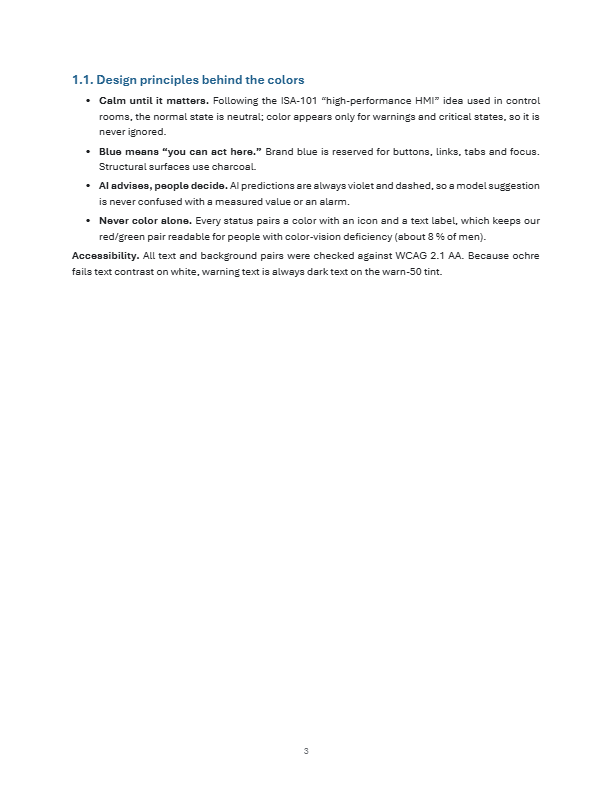 1.1. Design principles behind the colors
• Calm until it matters. Following the ISA-101 “high-performance HMI” idea used in control
rooms, the normal state is neutral; color appears only for warnings and critical states, so it is
never ignored.
• Blue means “you can act here.” Brand blue is reserved for buttons, links, tabs and focus.
Structural surfaces use charcoal.
• AI advises, people decide. AI predictions are always violet and dashed, so a model suggestion
is never confused with a measured value or an alarm.
• Never color alone. Every status pairs a color with an icon and a text label, which keeps our
red/green pair readable for people with color-vision deficiency (about 8 % of men).
Accessibility. All text and background pairs were checked against WCAG 2.1 AA. Because ochre
fails text contrast on white, warning text is always dark text on the warn-50 tint.
3